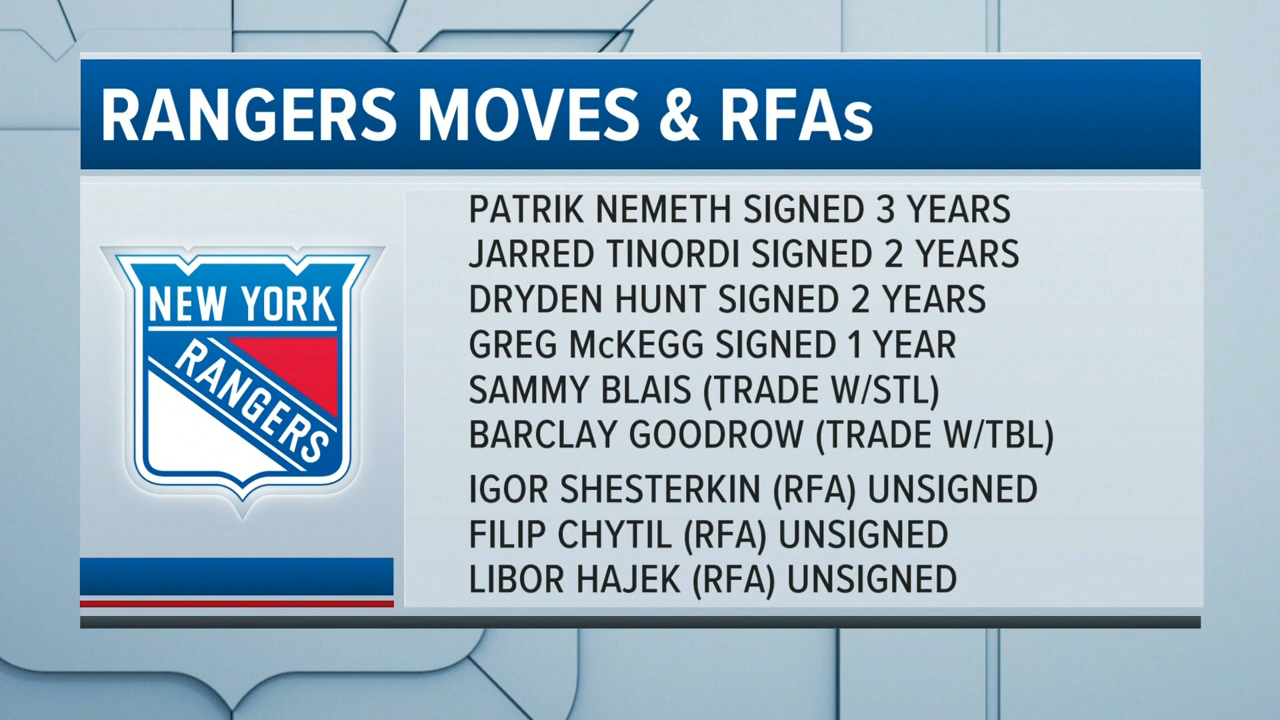 RANGERS MOVES & RFAs
NEW YORK
RANGERS
PATRIK NEMETH SIGNED 3 YEARS
JARRED TINORDI SIGNED 2 YEARS
DRYDEN HUNT SIGNED 2 YEARS
GREG McKEGG SIGNED 1 YEAR
SAMMY BLAIS (TRADE W/STL)
BARCLAY GOODROW (TRADE W/TBL)
IGOR SHESTERKIN (RFA) UNSIGNED
FILIP CHYTIL (RFA) UNSIGNED
LIBOR HAJEK (RFA) UNSIGNED